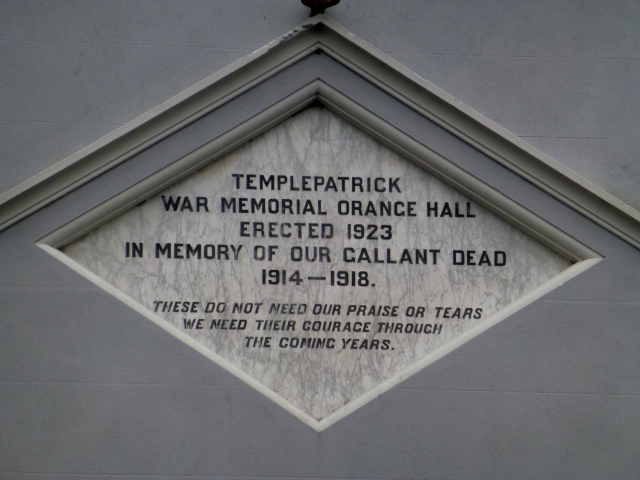 TEMPLEPATRICK
WAR MEMORIAL ORANGE HALL
ERECTED 1923
IN MEMORY OF OUR GALLANT DEAD
1914—1918.
THESE DO NOT NEED OUR PRAISE OR TEARS
WE NEED THEIR COURAGE THROUGH
THE COMING YEARS.